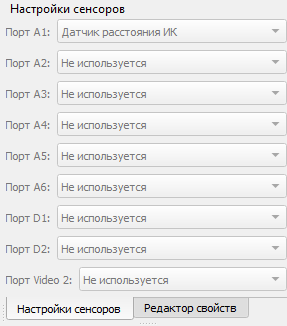 Настройки сенсоров
Порт A1: Датчик расстояния ИК
Порт A2: Не используется
Порт A3: Не используется
Порт A4: Не используется
Порт A5: Не используется
Порт A6: Не используется
Порт D1: Не используется
Порт D2: Не используется
Порт Video 2: Не используется
Настройки сенсоров Редактор свойств